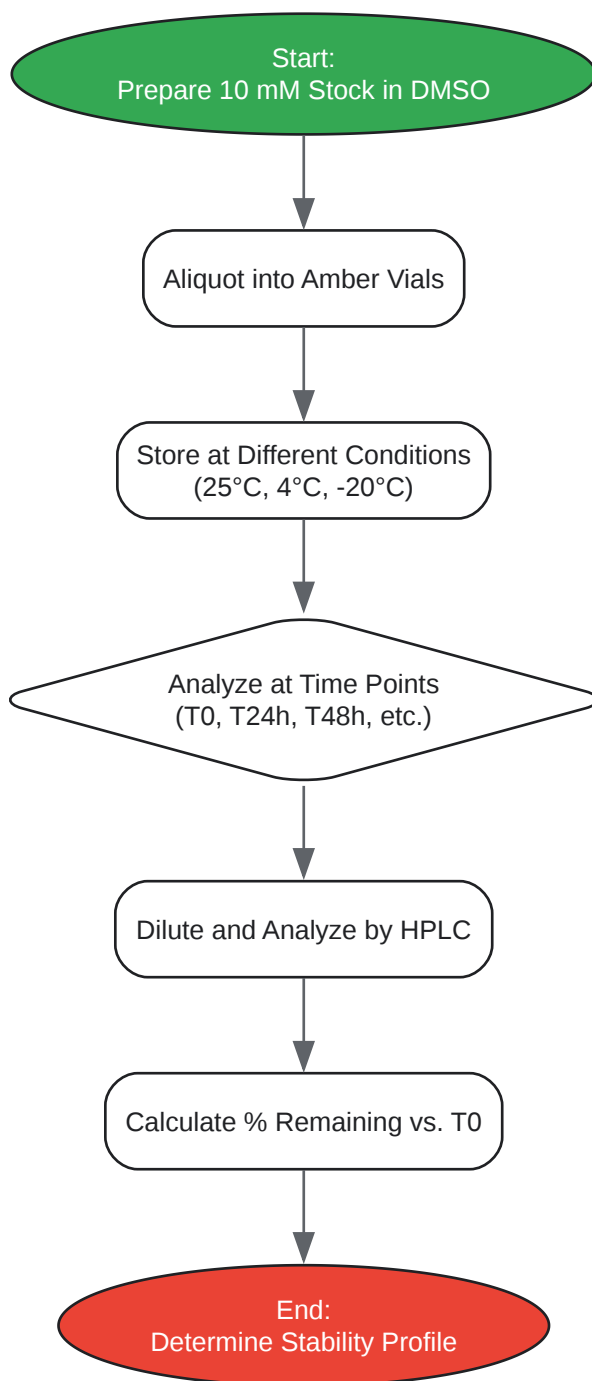 Start:
Prepare 10 mM Stock in DMSO
Aliquot into Amber Vials
Store at Different Conditions
(25°C, 4°C, -20°C)
Analyze at Time Points
(T0, T24h, T48h, etc.)
Dilute and Analyze by HPLC
Calculate % Remaining vs. T0
End:
Determine Stability Profile